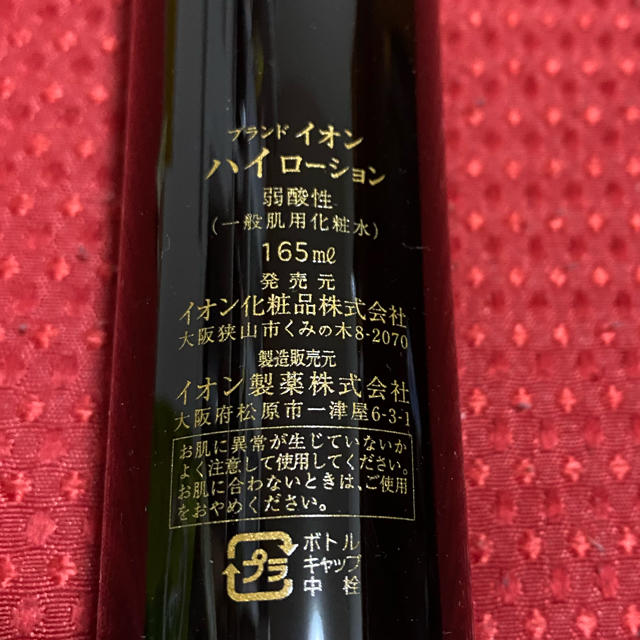 ブランド イオン
ハイ ローション
弱酸性
(一般肌用化粧水)
165㎖
発売元
イオン化粧品株式会社
大阪狭山市くみの木8-2070
製造販売元
イオン製薬株式会社
大阪府松原市一津屋6-3-1
お肌に異常が生じていないか
よく注意して使用してください。
お肌に合わないときは、ご使用
をおやめください。
プラ
ボトル
キャップ
中栓